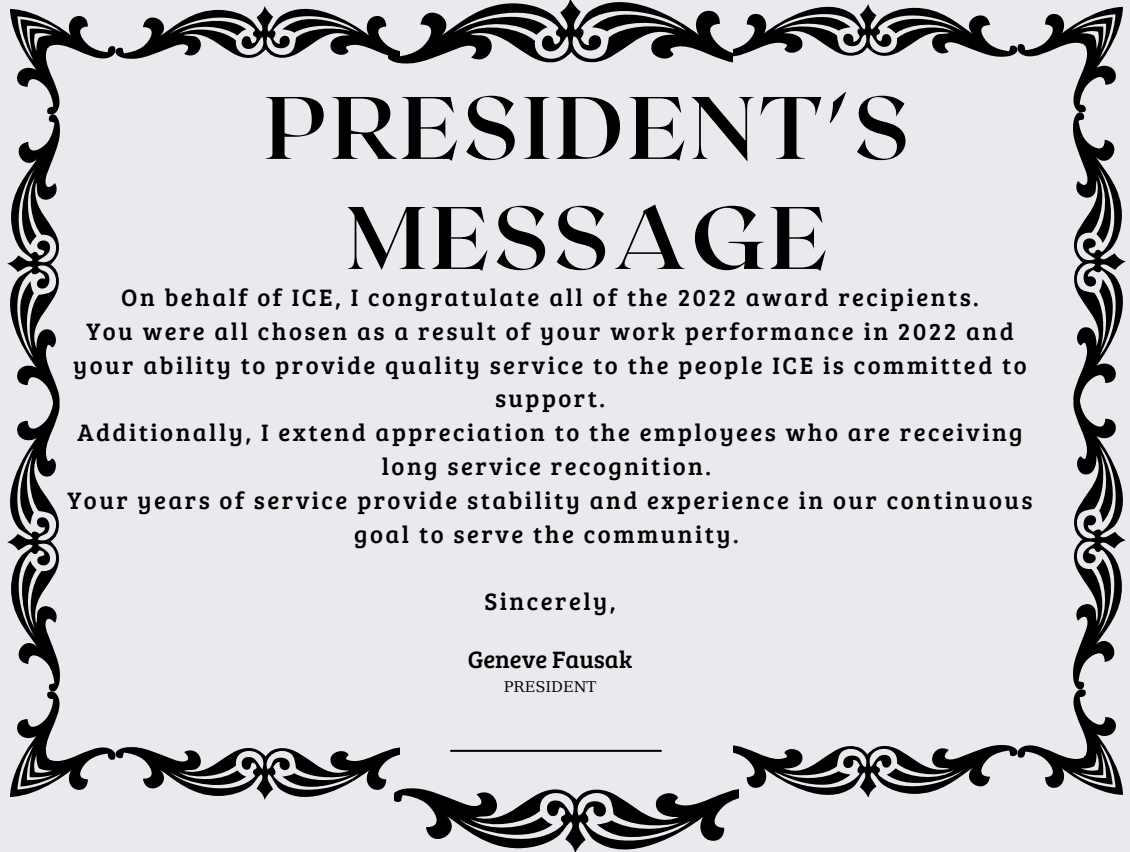 PRESIDENT'S
MESSAGE
On behalf of ICE, I congratulate all of the 2022 award recipients.
You were all chosen as a result of your work performance in 2022 and
your ability to provide quality service to the people ICE is committed to
support.
Additionally, I extend appreciation to the employees who are receiving
long service recognition.
Your years of service provide stability and experience in our continuous
goal to serve the community.
Sincerely,
Geneve Fausak
PRESIDENT